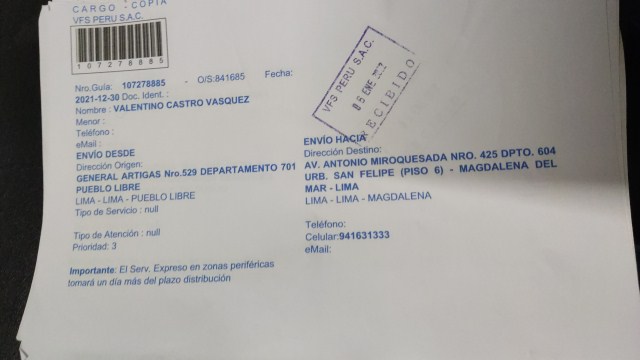 CARGO - COPIA
VFS PERU S.A.C.
107278885
Nro.Guía: 107278885 - O/S:841685 Fecha:
2021-12-30 Doc. Ident.:
Nombre : VALENTINO CASTRO VASQUEZ
Menor :
Teléfono :
eMail :
ENVÍO DESDE
Dirección Origen:
GENERAL ARTIGAS Nro.529 DEPARTAMENTO 701
PUEBLO LIBRE
LIMA - LIMA - PUEBLO LIBRE
Tipo de Servicio : null
Tipo de Atención : null
Prioridad: 3
Importante: El Serv. Expreso en zonas periféricas
tomará un día más del plazo distribución
VFS PERU S.A.C.
06 ENE
RECIBIDO
ENVÍO HACIA
Dirección Destino:
AV. ANTONIO MIROQUESADA NRO. 425 DPTO. 604
URB. SAN FELIPE (PISO 6) - MAGDALENA DEL
MAR - LIMA
LIMA - LIMA - MAGDALENA
Teléfono:
Celular:941631333
eMail: